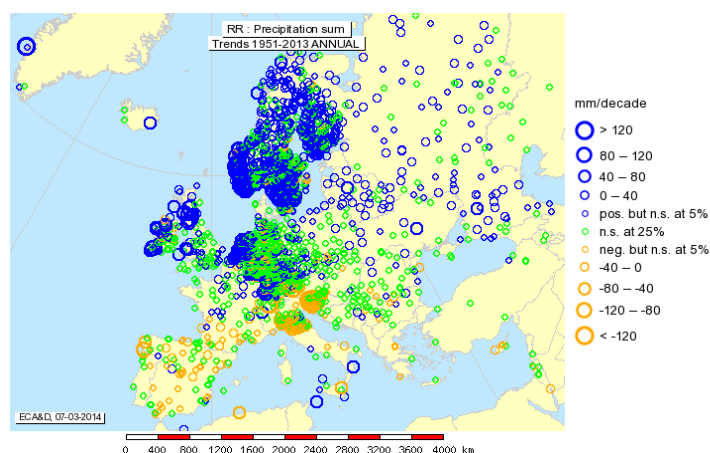 RR : Precipitation sum
Trends 1951-2013 ANNUAL
mm/decade
> 120
80 – 120
40 – 80
0 – 40
pos. but n.s. at 5%
n.s. at 25%
neg. but n.s. at 5%
-40 – 0
-80 – -40
-120 – -80
< -120
ECA&D, 07-03-2014
0 400 800 1200 1600 2000 2400 2800 3200 3600 4000 km